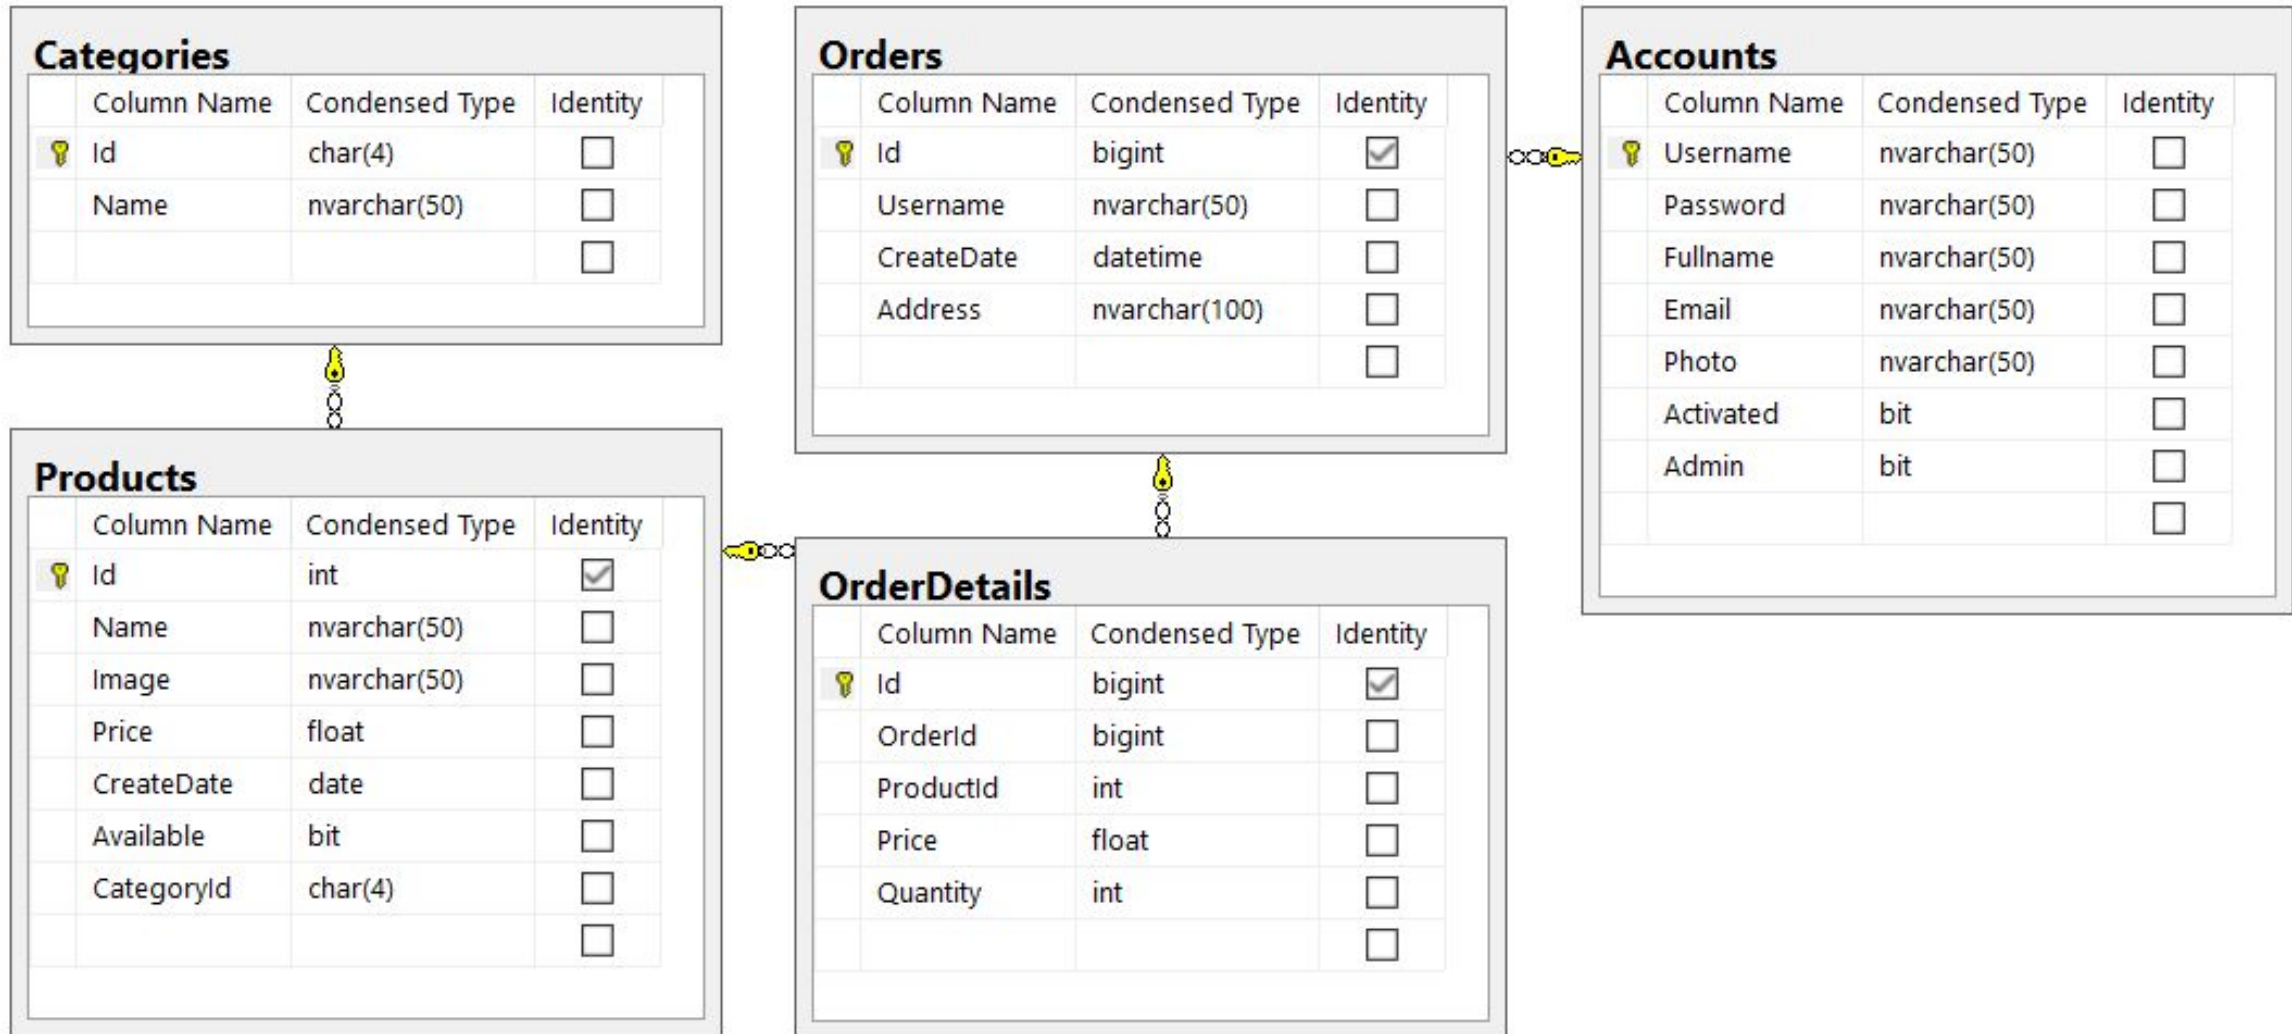 Categories
Column Name Condensed Type Identity
Id char(4)
Name nvarchar(50)
Products
Column Name Condensed Type Identity
Id int
Name nvarchar(50)
Image nvarchar(50)
Price float
CreateDate date
Available bit
CategoryId char(4)
Orders
Column Name Condensed Type Identity
Id bigint
Username nvarchar(50)
CreateDate datetime
Address nvarchar(100)
OrderDetails
Column Name Condensed Type Identity
Id bigint
OrderId bigint
ProductId int
Price float
Quantity int
Accounts
Column Name Condensed Type Identity
Username nvarchar(50)
Password nvarchar(50)
Fullname nvarchar(50)
Email nvarchar(50)
Photo nvarchar(50)
Activated bit
Admin bit